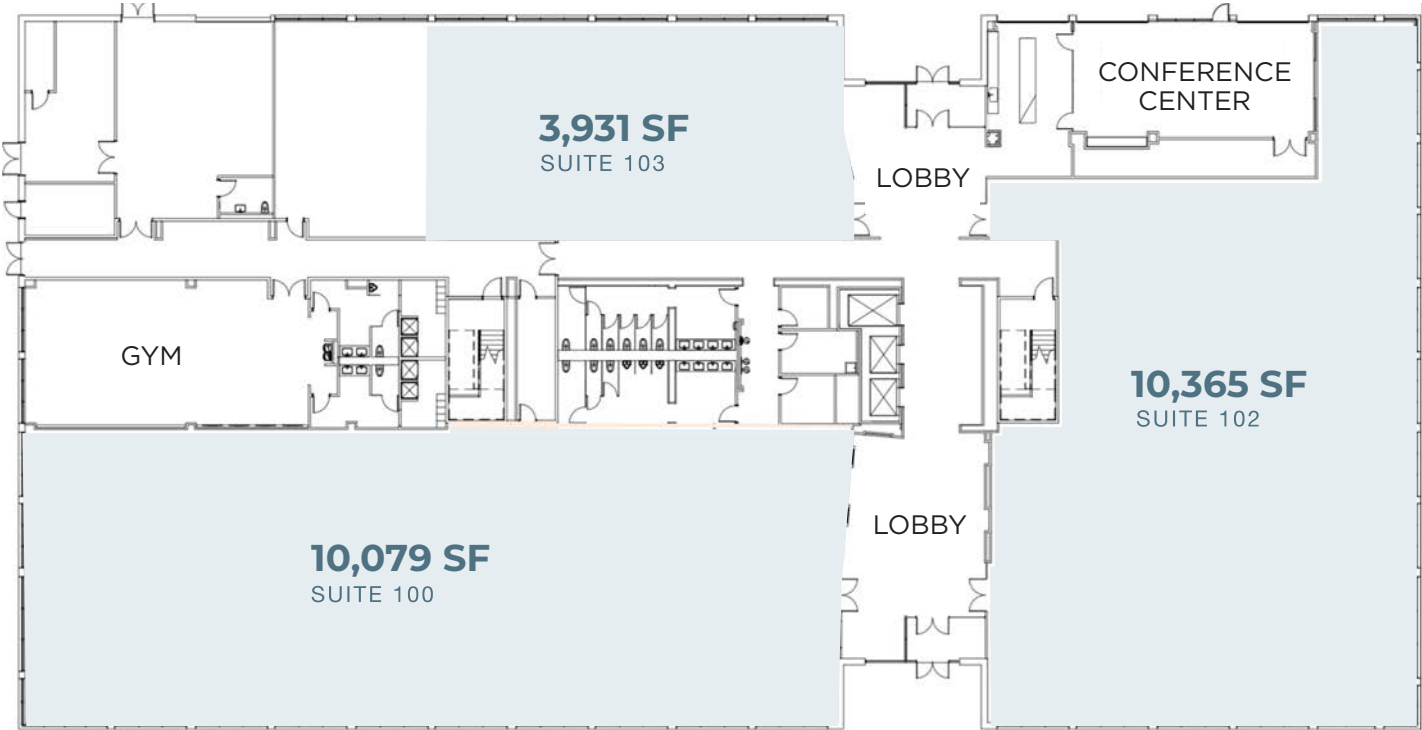 CONFERENCE
CENTER
3,931 SF
SUITE 103
LOBBY
GYM
10,365 SF
SUITE 102
LOBBY
10,079 SF
SUITE 100